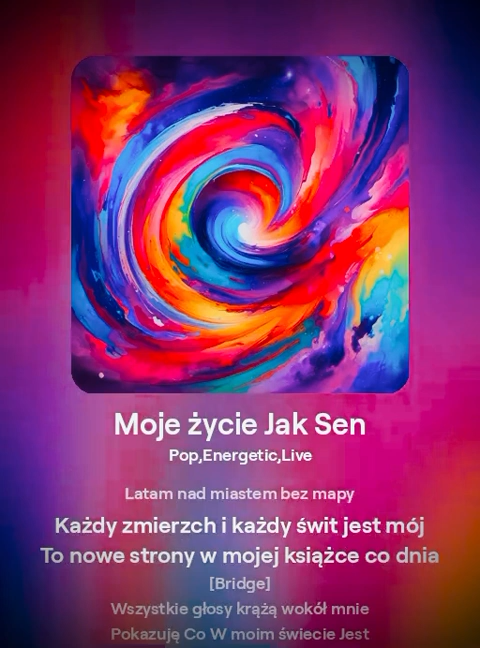 Moje życie Jak Sen
Pop,Energetic,Live
Latam nad miastem bez mapy
Każdy zmierzch i każdy świt jest mój
To nowe strony w mojej książce co dnia
[Bridge]
Wszystkie głosy krążą wokół mnie
Pokazuję Co W moim świecie Jest